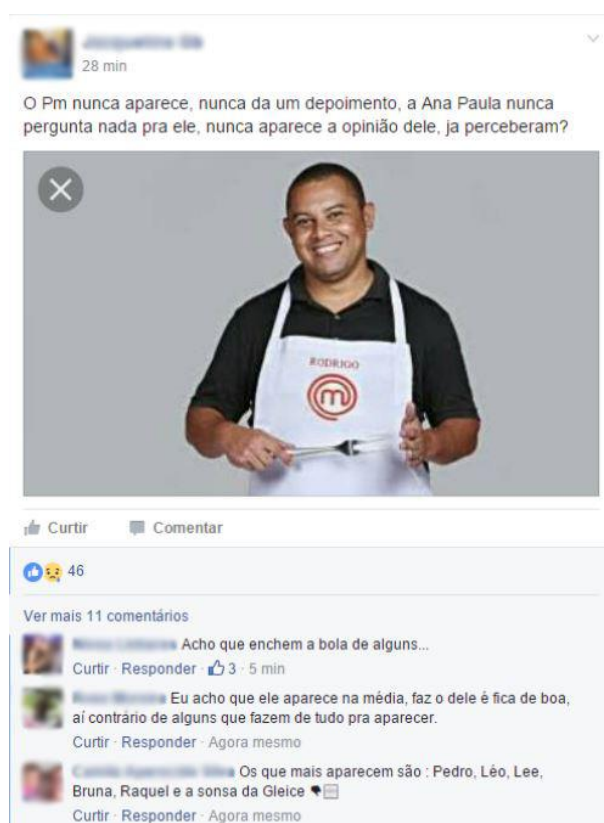 28 min
O Pm nunca aparece, nunca da um depoimento, a Ana Paula nunca
pergunta nada pra ele, nunca aparece a opinião dele, ja perceberam?
RODRIGO
m
Curtir Comentar
46
Ver mais 11 comentários
Acho que enchem a bola de alguns...
Curtir · Responder · 3 · 5 min
Eu acho que ele aparece na média, faz o dele é fica de boa,
aí contrário de alguns que fazem de tudo pra aparecer.
Curtir · Responder · Agora mesmo
Os que mais aparecem são : Pedro, Léo, Lee,
Bruna, Raquel e a sonsa da Gleice
Curtir · Responder · Agora mesmo